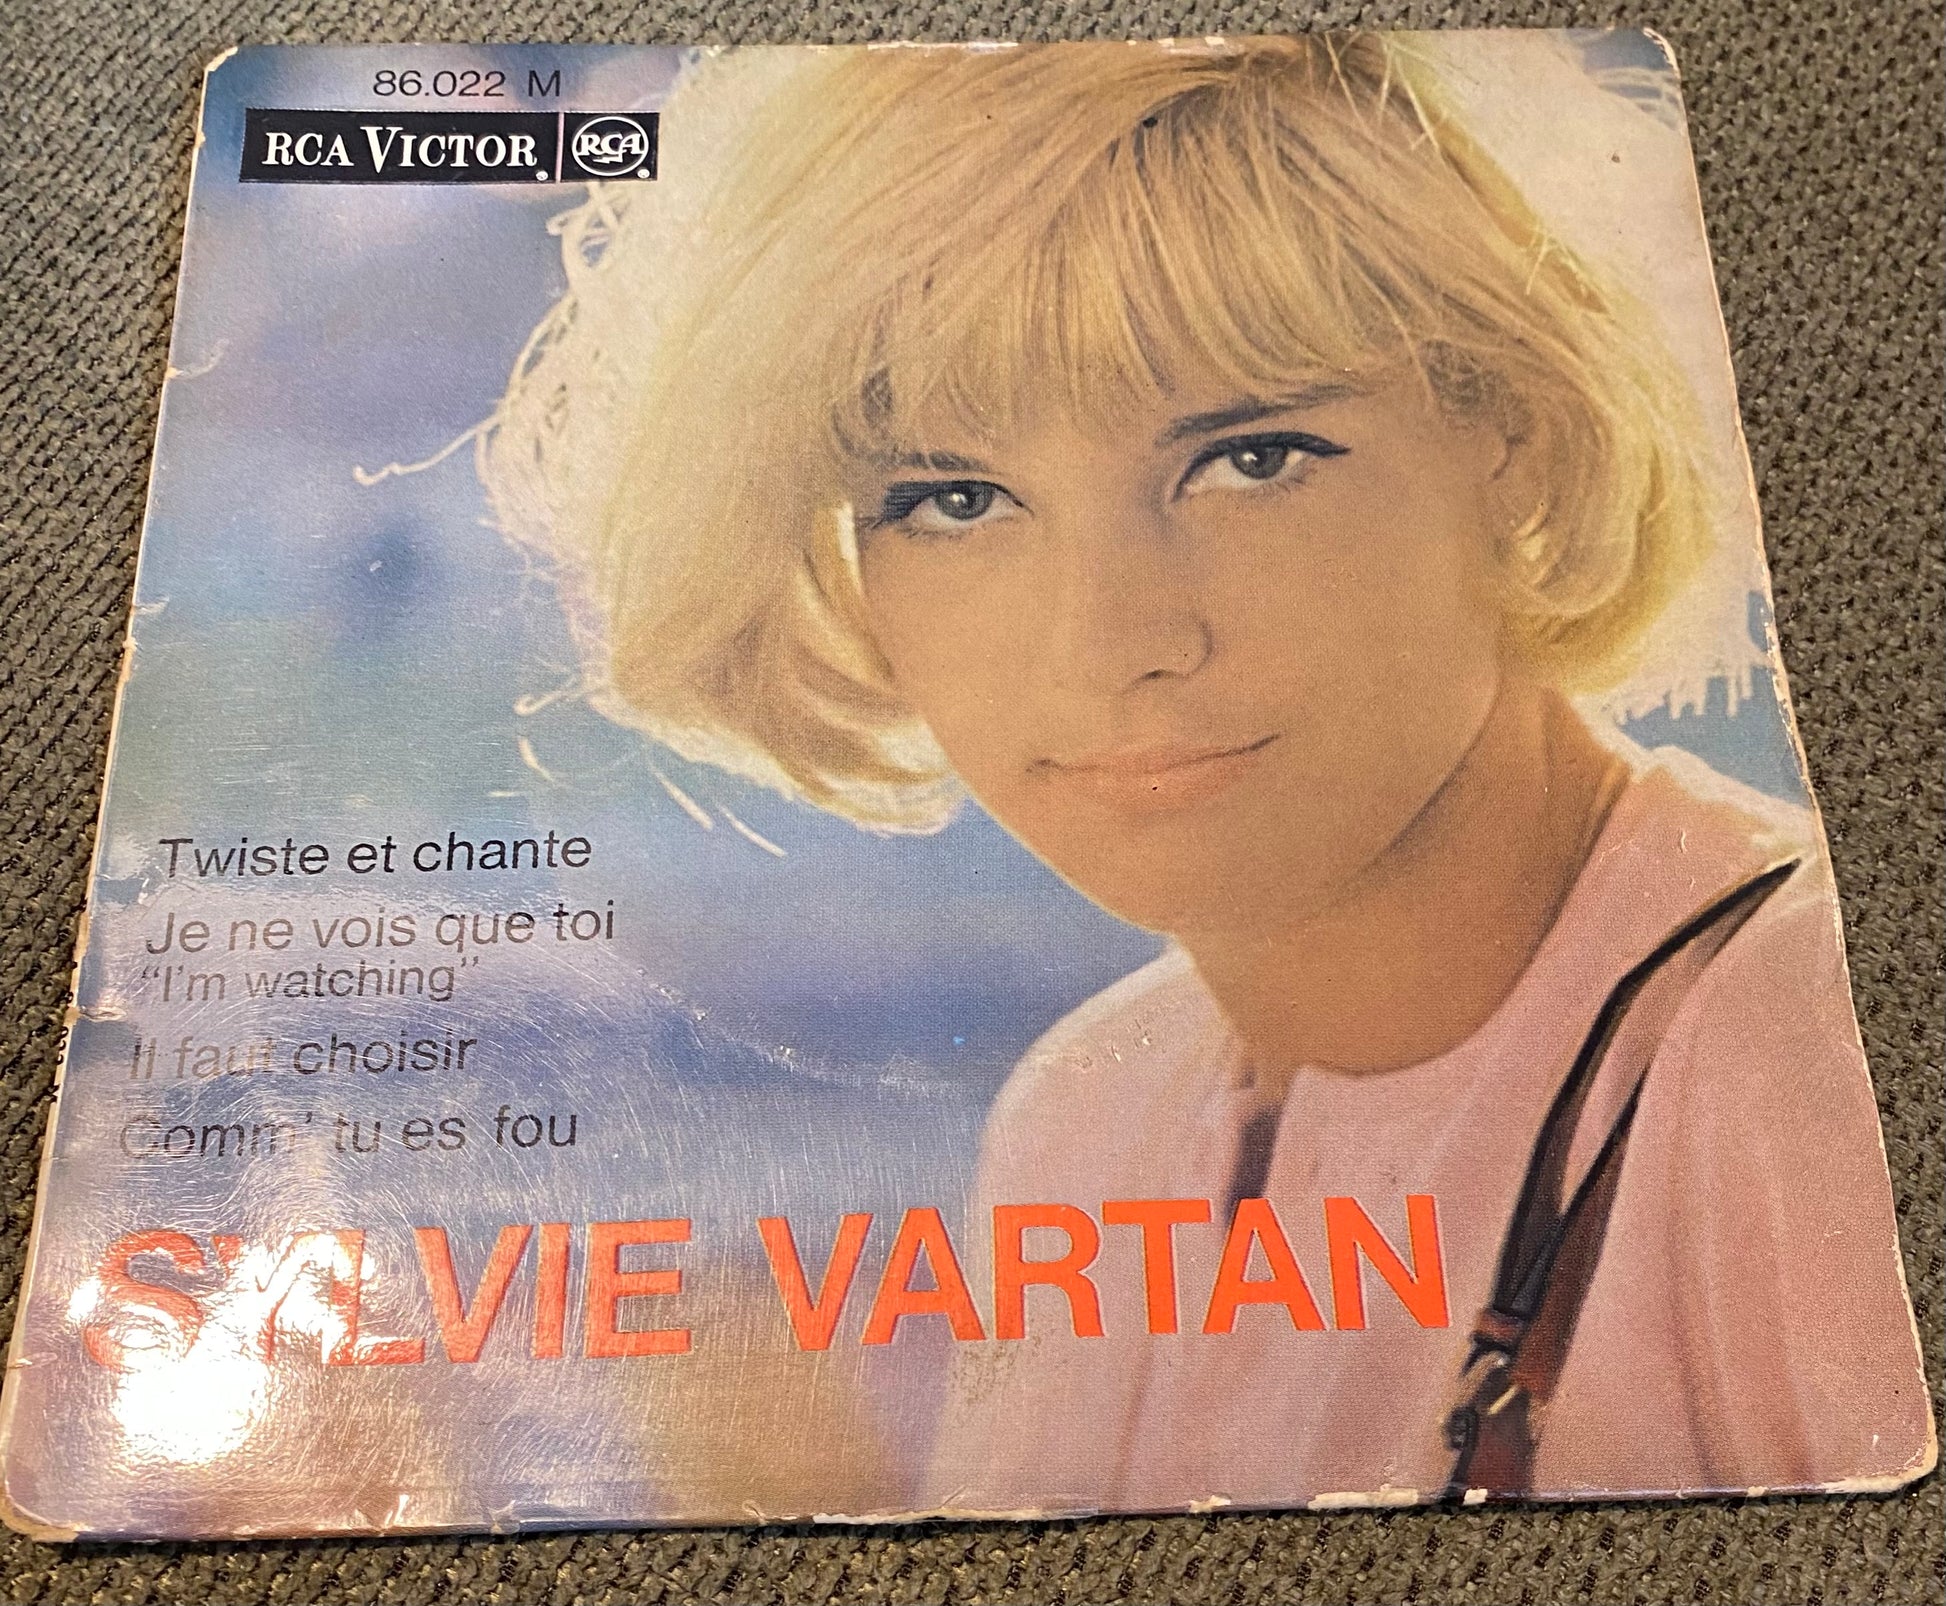 86.022 M
RCA VICTOR RCA
Twiste et chante
Je ne vois que toi
"I'm watching"
Il faut choisir
Comm' tu es fou
SYLVIE VARTAN